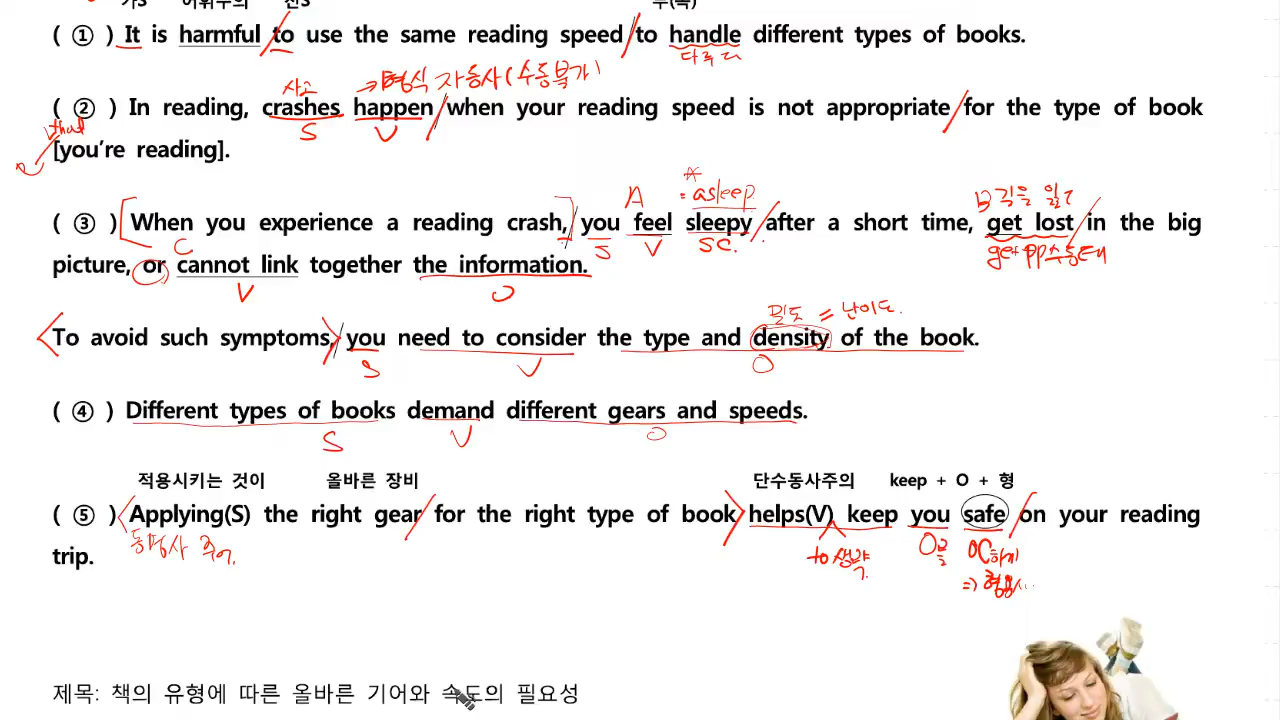 ( ① ) It is harmful to use the same reading speed to handle different types of books.
다루다
사고 → 형식 자동사(수동불가)
( ② ) In reading, crashes happen when your reading speed is not appropriate for the type of book
S V
that
[you’re reading].
A = asleep B 길을 잃다
( ③ ) When you experience a reading crash, you feel sleepy after a short time, get lost in the big
C S V SC. get+PP수동태
picture, or cannot link together the information.
V O
밀도 = 난이도.
To avoid such symptoms, you need to consider the type and density of the book.
S V O
( ④ ) Different types of books demand different gears and speeds.
S V O
적용시키는 것이 올바른 장비 단수동사주의 keep + O + 형
( ⑤ ) Applying(S) the right gear for the right type of book helps(V) keep you safe on your reading
동명사 주어. to생략 O를 OC하게
trip.
제목: 책의 유형에 따른 올바른 기어와 속도의 필요성